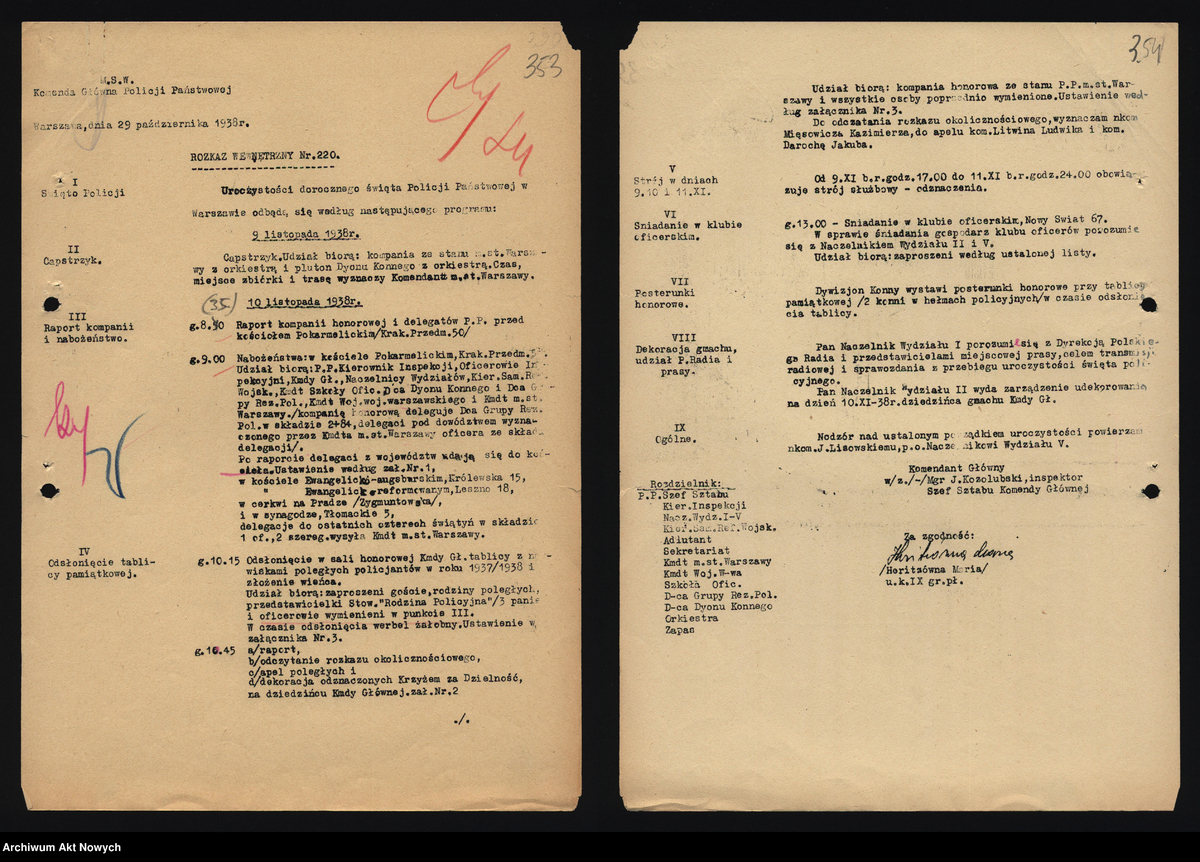 353
M.S.W.
Komenda Główna Policji Państwowej
Warszawa,dnia 29 października 1938r.
ROZKAZ WEWNĘTRZNY Nr.220.
I
Święto Policji
Uroczystości dorocznego święta Policji Państwowej w
Warszawie odbędą się według następującego programu:
9 listopada 1938r.
II
Capstrzyk.
Capstrzyk.Udział biorą: kompania ze stanu m.st.Warsza-
wy z orkiestrą i pluton Dyonu Konnego z orkiestrą.Czas,
miejsce zbiórki i trasę wyznaczy Komendant m.st.Warszawy.
(35)
10 listopada 1938r.
III
Raport kompanii
i nabożeństwo.
g.8.50 Raport kompanii honorowej i delegatów P.P. przed
kościołem Pokarmelickim/Krak.Przedm.50/
g.9.00 Nabożeństwa:w kościele Pokarmelickim,Krak.Przedm.
Udział biorą:P.P.Kierownik Inspekcji,Oficerowie In
pekcyjni,Kmdy Gł.,Naczelnicy Wydziałów,Kier.Sam.Ref
Wojsk.,Kmdt Szkoły Ofic.Dca Dyonu Konnego i Dca Gru-
py Rez.Pol.,Kmdt Woj.woj.warszawskiego i Kmdt m.st.
Warszawy./kompanię honorową deleguje Dca Grupy Rez.
Pol.w składzie 2+84,delegaci pod dowództwem wyzna-
czonego przez Kmdta m.st.Warszawy oficera ze składu
delegacji/.
Po raporcie delegaci z województw udają się do koś-
cioła.Ustawienie według zał.Nr.1,
w kościele Ewangelicko-augsburskim,Królewska 15,
" Ewangelick reformowanym,Leszno 18,
w cerkwi na Pradze /Zygmuntowska/,
i w synagodze,Tłomackie 5,
delegacje do ostatnich czterech świątyń w składzie
1 of.,2 szereg.wysyła Kmdt m.st.Warszawy.
IV
Odsłonięcie tabli-
cy pamiątkowej.
g.10.15 Odsłonięcie w sali honorowej Kmdy Gł.tablicy z na-
wiskami poległych policjantów w roku 1937/1938 i
złożenie wieńca.
Udział biorą:zaproszeni goście,rodziny poległych,
przedstawicielki Stow."Rodzina Policyjna"/3 panie
i oficerowie wymienieni w punkcie III.
W czasie odsłonięcia werbel żałobny.Ustawienie w
załącznika Nr.3.
g.10.45 a/raport,
b/odczytanie rozkazu okolicznościowego,
c/apel poległych i
d/dekoracja odznaczonych Krzyżem za Dzielność,
na dziedzińcu Kmdy Głównej.zał.Nr.2
./.
354
Udział biorą: kompania honorowa ze stanu P.P.m.st.War-
szawy i wszystkie osoby poprzednio wymienione.Ustawienie wed-
ług załącznika Nr.3.
Do odczatania rozkazu okolicznościowego,wyznaczam nkom
Mięsowicza Kazimierza,do apelu kom.Litwina Ludwika i kom.
Darochę Jakuba.
V
Strój w dniach
9.10 i 11.XI.
Od 9.XI b.r.godz.17.00 do 11.XI b.r.godz.24.00 obowią-
zuje strój służbowy - odznaczenia.
VI
Sniadanie w klubie
oficerskim.
g.13.00 - Sniadanie w klubie oficerskim,Nowy Swiat 67.
W sprawie śniadania gospodarz klubu oficerów porozumie
się z Naczelnikiem Wydziału II i V.
Udział biorą:zaproszeni według ustalonej listy.
VII
Posterunki
honorowe.
Dywizjon Konny wystawi posterunki honorowe przy tablicy
pamiątkowej /2 konni w hełmach policyjnych/w czasie odsłonię
cia tablicy.
VIII
Dekoracja gmachu,
udział P.Radia i
prasy.
Pan Naczelnik Wydziału I porozumie się z Dyrekcją Polskie-
go Radia i przedstawicielami miejscowej prasy,celem transmisji
radiowej i sprawozdania z przebiegu uroczystości święta poli-
cyjnego.
Pan Naczelnik Wydziału II wyda zarządzenie udekorowania
na dzień 10.XI-38r.dziedzińca gmachu Kmdy Gł.
IX
Ogólne.
Nodzór nad ustalonym porządkiem uroczystości powierzam
nkom.J.Lisowskiemu,p.o.Naczelnikowi Wydziału V.
Komendant Główny
w/z./-/Mgr J.Kozolubski,inspektor
Szef Sztabu Komendy Głównej
Rozdzielnik:
P.P.Szef Sztabu
Kier.Inspekcji
Nacz.Wydz.I-V
Kier.Sam.Ref.Wojsk.
Adiutant
Sekretariat
Kmdt m.st.Warszawy
Kmdt Woj.W-wa
Szkoła Ofic.
D-ca Grupy Rez.Pol.
D-ca Dyonu Konnego
Orkiestra
Zapas
Za zgodność:
/Heritzówna Maria/
u.k.IX gr.pł.
Archiwum Akt Nowych